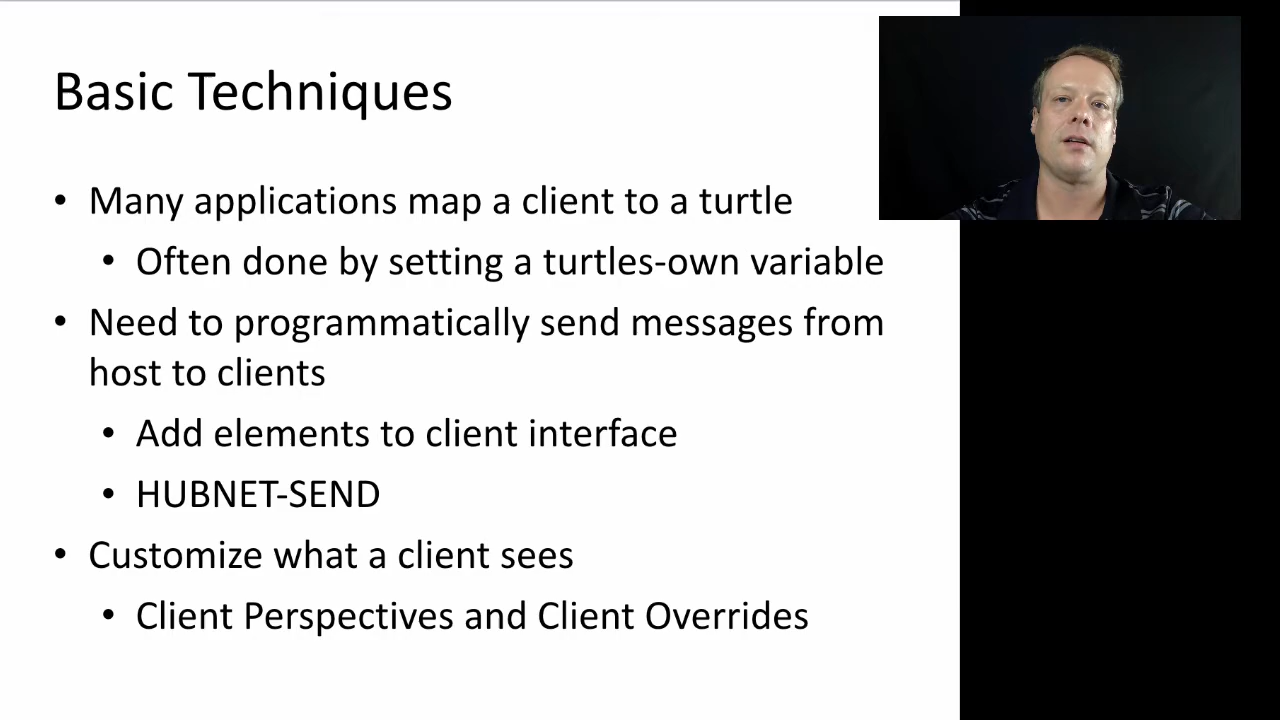 Basic Techniques
• Many applications map a client to a turtle
• Often done by setting a turtles-own variable
• Need to programmatically send messages from
host to clients
• Add elements to client interface
• HUBNET-SEND
• Customize what a client sees
• Client Perspectives and Client Overrides